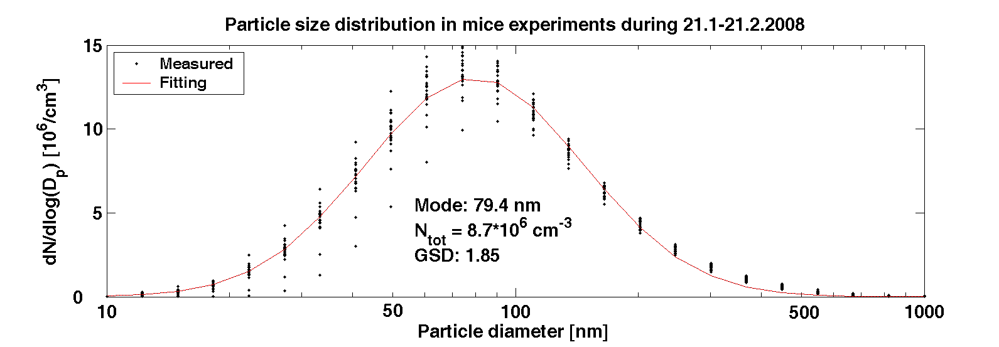 Particle size distribution in mice experiments during 21.1-21.2.2008
15
10
5
0
dN/dlog(Dp) [10^6/cm^3]
Measured
Fitting
Mode: 79.4 nm
Ntot = 8.7*10^6 cm^-3
GSD: 1.85
10 50 100 500 1000
Particle diameter [nm]